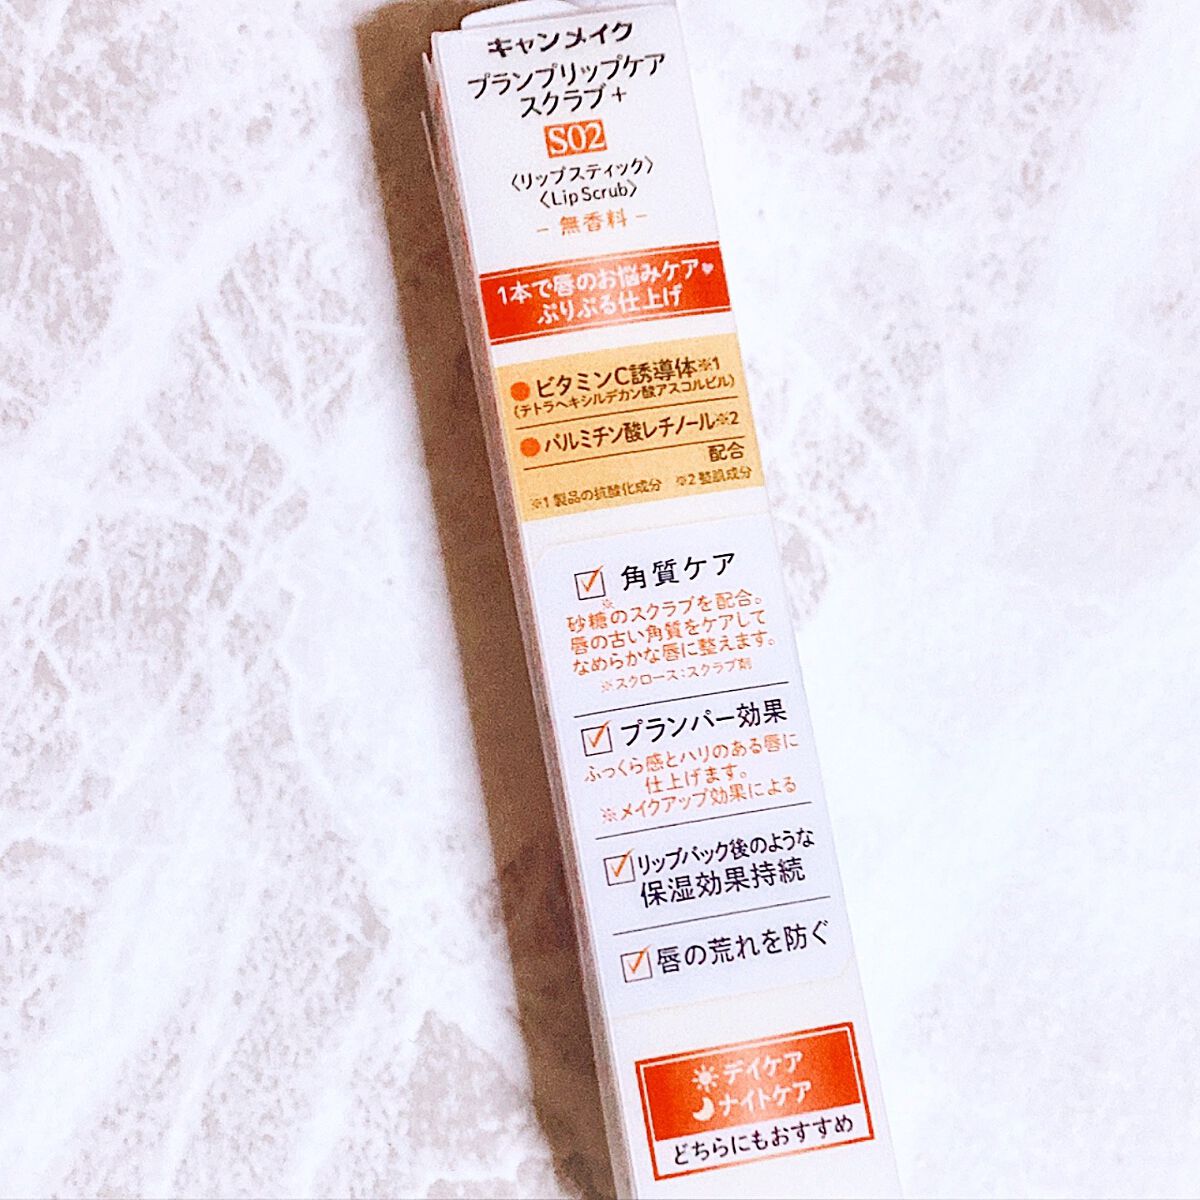 キャンメイク
プランプリップケア
スクラブ+
S02
〈リップスティック〉
〈Lip Scrub〉
- 無香料 -
1本で唇のお悩みケア♥
ぷりぷる仕上げ
● ビタミンC誘導体※1
(テトラヘキシルデカン酸アスコルビル)
● パルミチン酸レチノール※2
配合
※1 製品の抗酸化成分 ※2 整肌成分
☑ 角質ケア
砂糖※のスクラブを配合。
唇の古い角質をケアして
なめらかな唇に整えます。
※スクロース:スクラブ剤
☑ プランパー効果
ふっくら感とハリのある唇に
仕上げます。
※メイクアップ効果による
☑ リップパック後のような
保湿効果持続
☑ 唇の荒れを防ぐ
デイケア
ナイトケア
どちらにもおすすめ